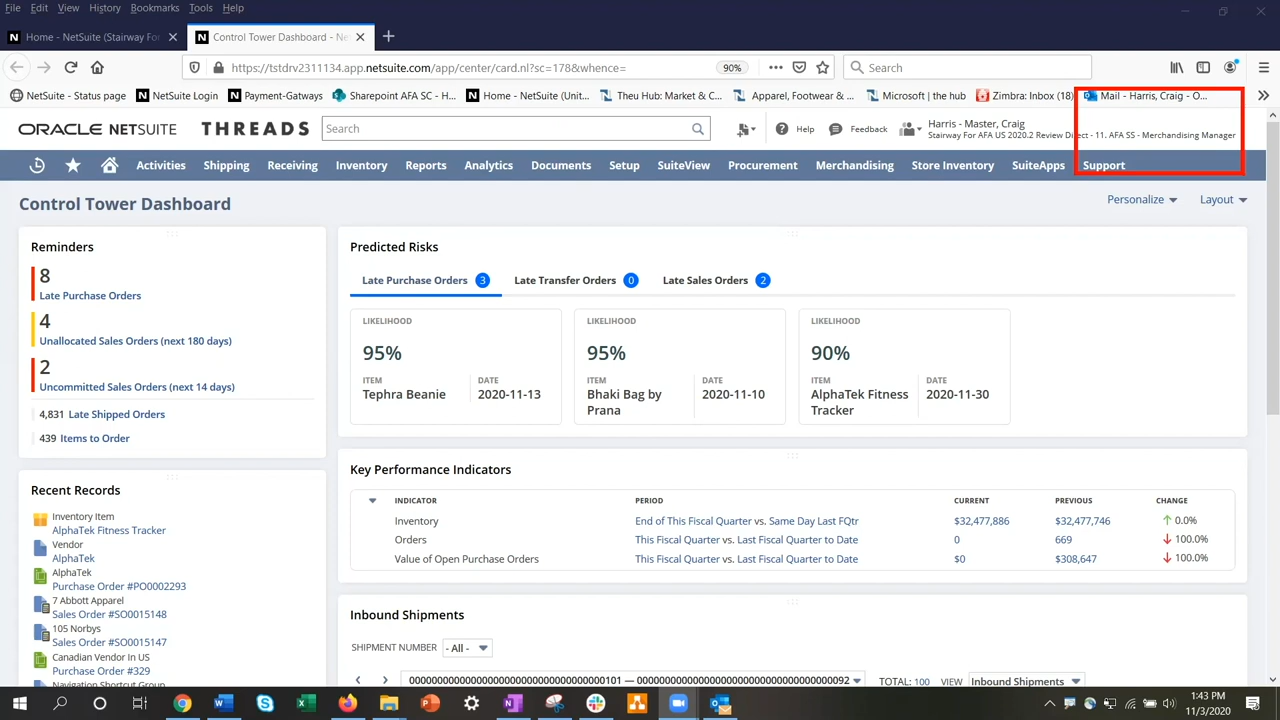 File Edit View History Bookmarks Tools Help
Home - NetSuite (Stairway For
Control Tower Dashboard - Ne
https://tstdrv2311134.app.netsuite.com/app/center/card.nl?sc=178&whence=
90%
Search
NetSuite - Status page
NetSuite Login
Payment-Gatways
Sharepoint AFA SC - H...
Home - NetSuite (Unit...
Theu Hub: Market & C...
Apparel, Footwear & ...
Microsoft l the hub
Zimbra: Inbox (18)
Mail - Harris, Craig - O...
ORACLE NETSUITE THREADS
Search
Help
Feedback
Harris - Master, Craig
Stairway For AFA US 2020.2 Review Direct - 11. AFA SS - Merchandising Manager
Activities Shipping Receiving Inventory Reports Analytics Documents Setup SuiteView Procurement Merchandising Store Inventory SuiteApps Support
Control Tower Dashboard
Personalize Layout
Reminders
8
Late Purchase Orders
4
Unallocated Sales Orders (next 180 days)
2
Uncommitted Sales Orders (next 14 days)
4,831 Late Shipped Orders
439 Items to Order
Recent Records
Inventory Item
AlphaTek Fitness Tracker
Vendor
AlphaTek
AlphaTek
Purchase Order #PO0002293
7 Abbott Apparel
Sales Order #SO0015148
105 Norbys
Sales Order #SO0015147
Canadian Vendor In US
Purchase Order #329
Navigation Shortcut Group
Predicted Risks
Late Purchase Orders 3 Late Transfer Orders 0 Late Sales Orders 2
LIKELIHOOD
95%
ITEM
Tephra Beanie
DATE
2020-11-13
LIKELIHOOD
95%
ITEM
Bhaki Bag by
Prana
DATE
2020-11-10
LIKELIHOOD
90%
ITEM
AlphaTek Fitness
Tracker
DATE
2020-11-30
Key Performance Indicators
INDICATOR PERIOD CURRENT PREVIOUS CHANGE
Inventory End of This Fiscal Quarter vs. Same Day Last FQtr $32,477,886 $32,477,746 0.0%
Orders This Fiscal Quarter vs. Last Fiscal Quarter to Date 0 669 100.0%
Value of Open Purchase Orders This Fiscal Quarter vs. Last Fiscal Quarter to Date $0 $308,647 100.0%
Inbound Shipments
SHIPMENT NUMBER - All -
TOTAL: 100 VIEW Inbound Shipments
1:43 PM
11/3/2020